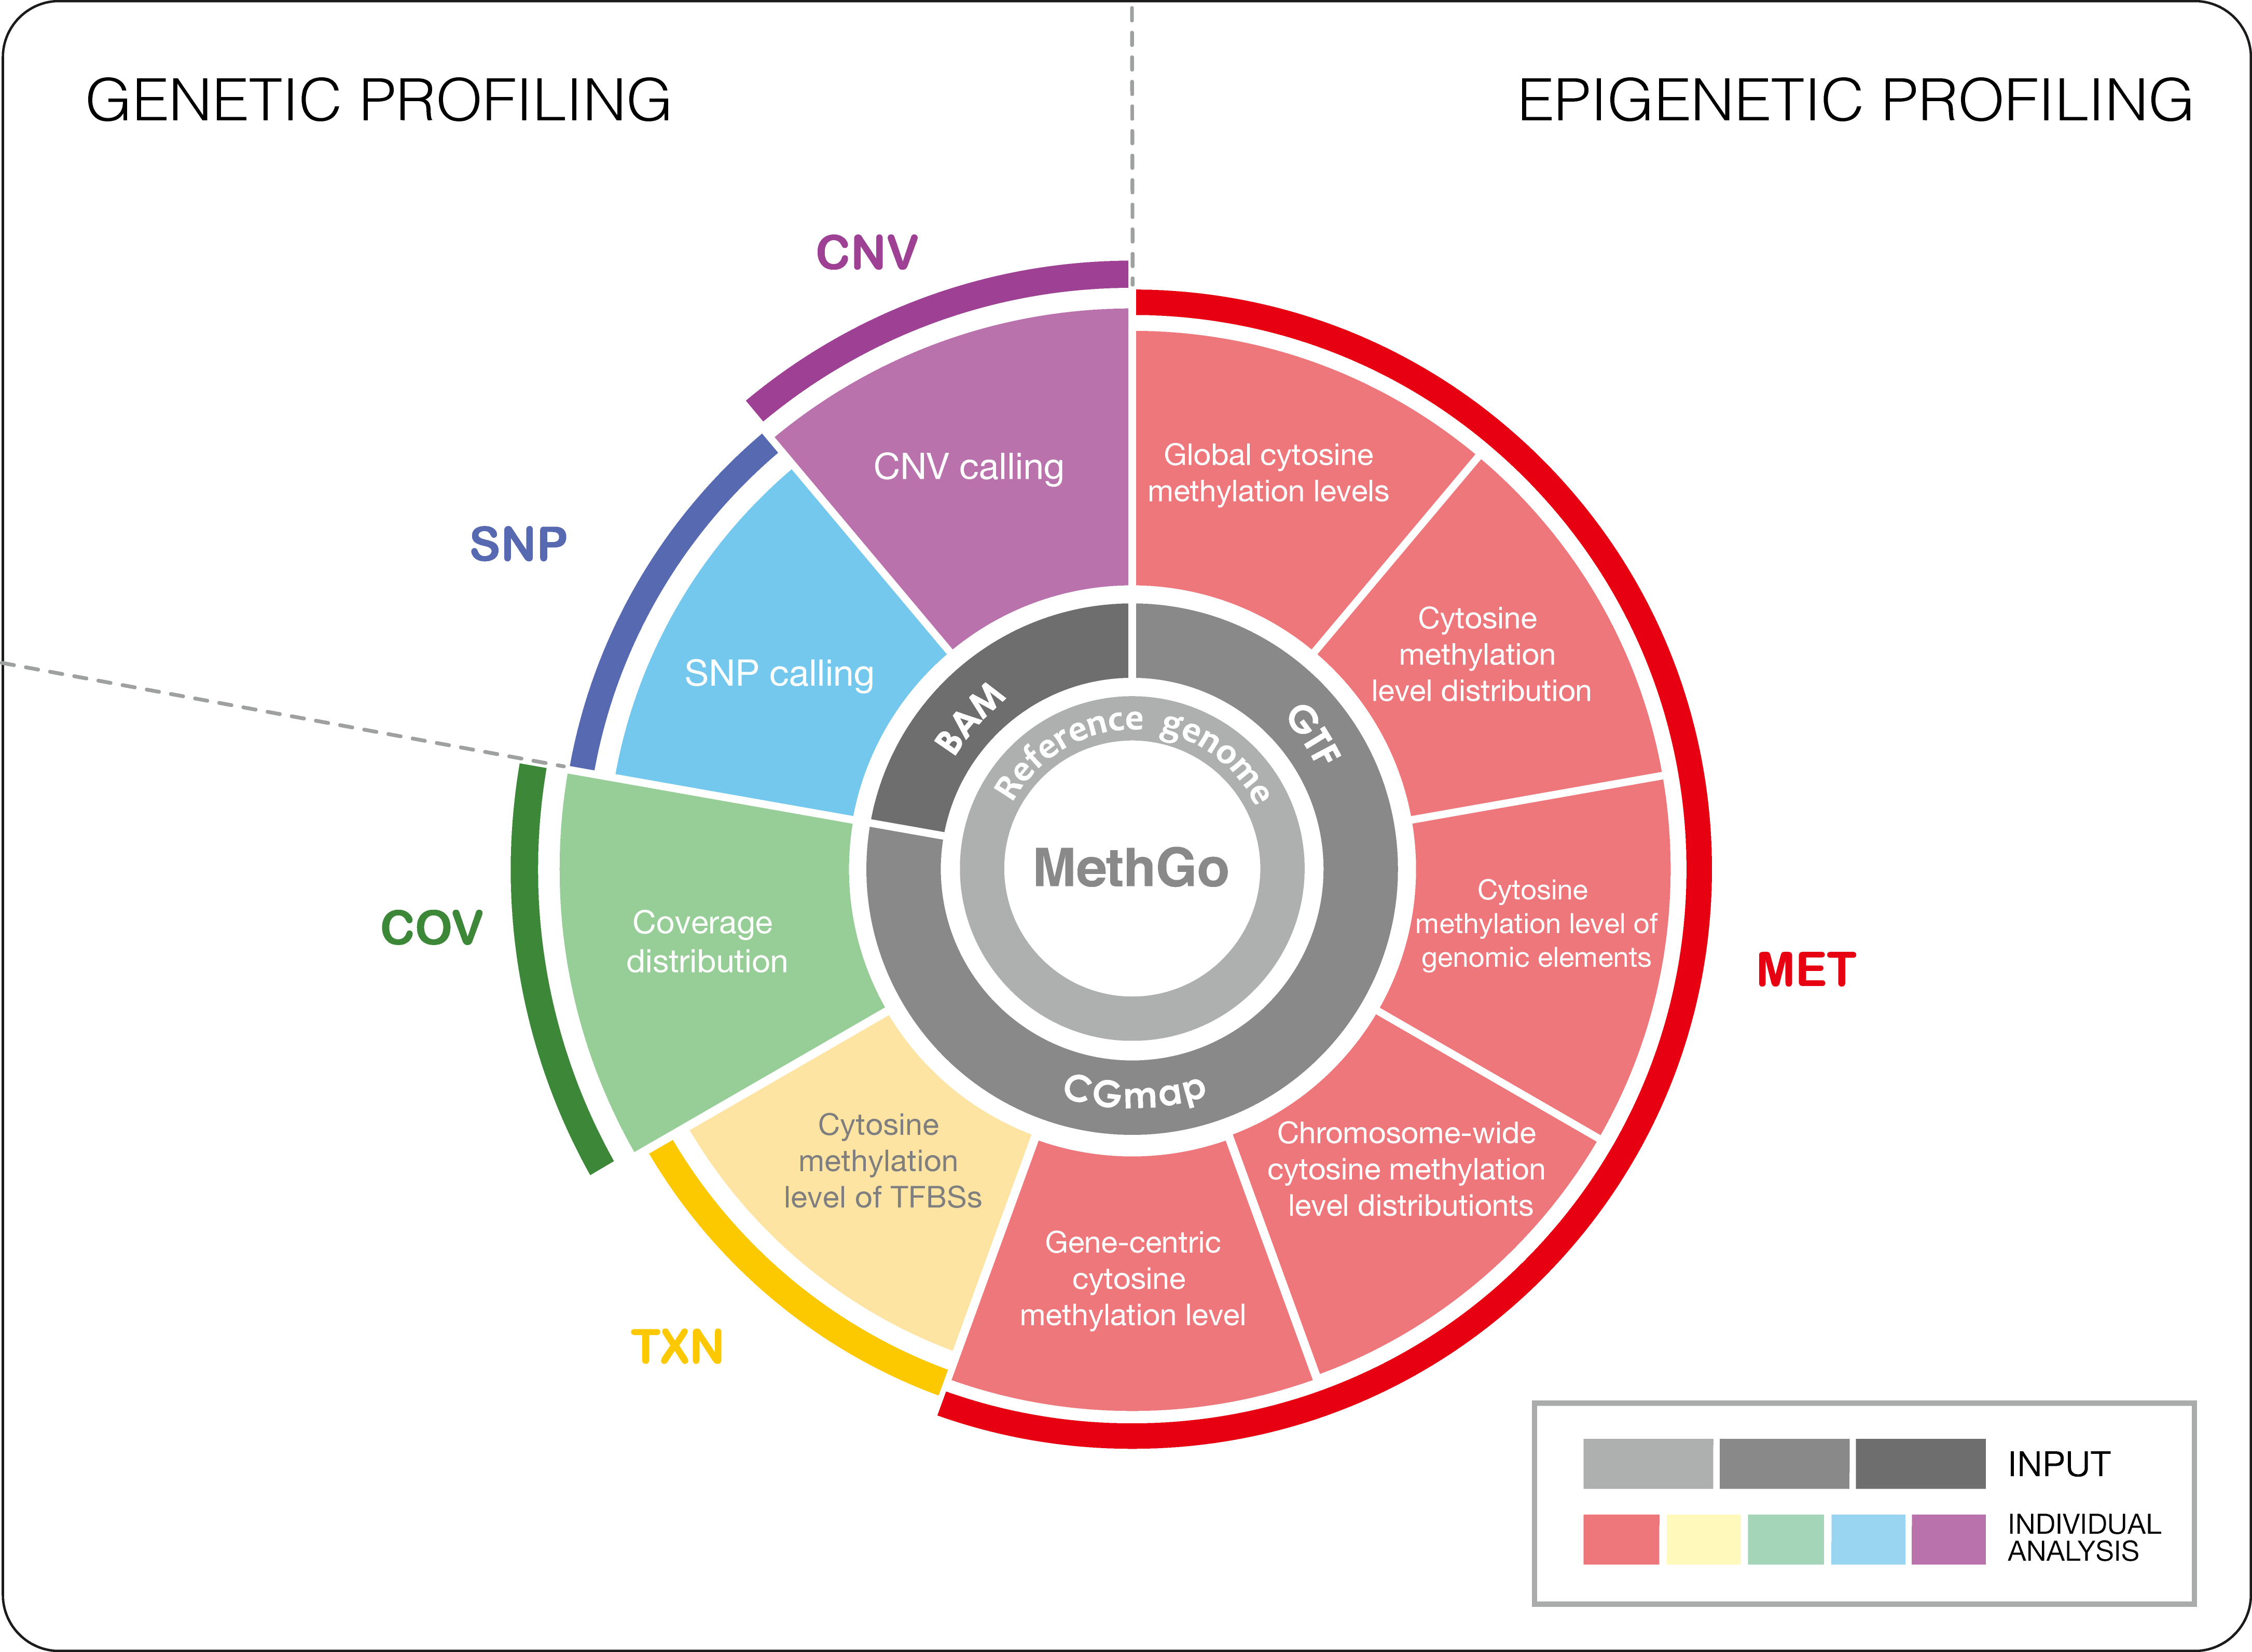 GENETIC PROFILING
EPIGENETIC PROFILING
CNV
CNV calling
Global cytosine
methylation levels
SNP
SNP calling
Cytosine
methylation
level distribution
BAM
GTF
Reference genome
MethGo
COV
Coverage
distribution
Cytosine
methylation level of
genomic elements
MET
CGmap
Cytosine
methylation
level of TFBSs
Chromosome-wide
cytosine methylation
level distributionts
Gene-centric
cytosine
methylation level
TXN
INPUT
INDIVIDUAL
ANALYSIS